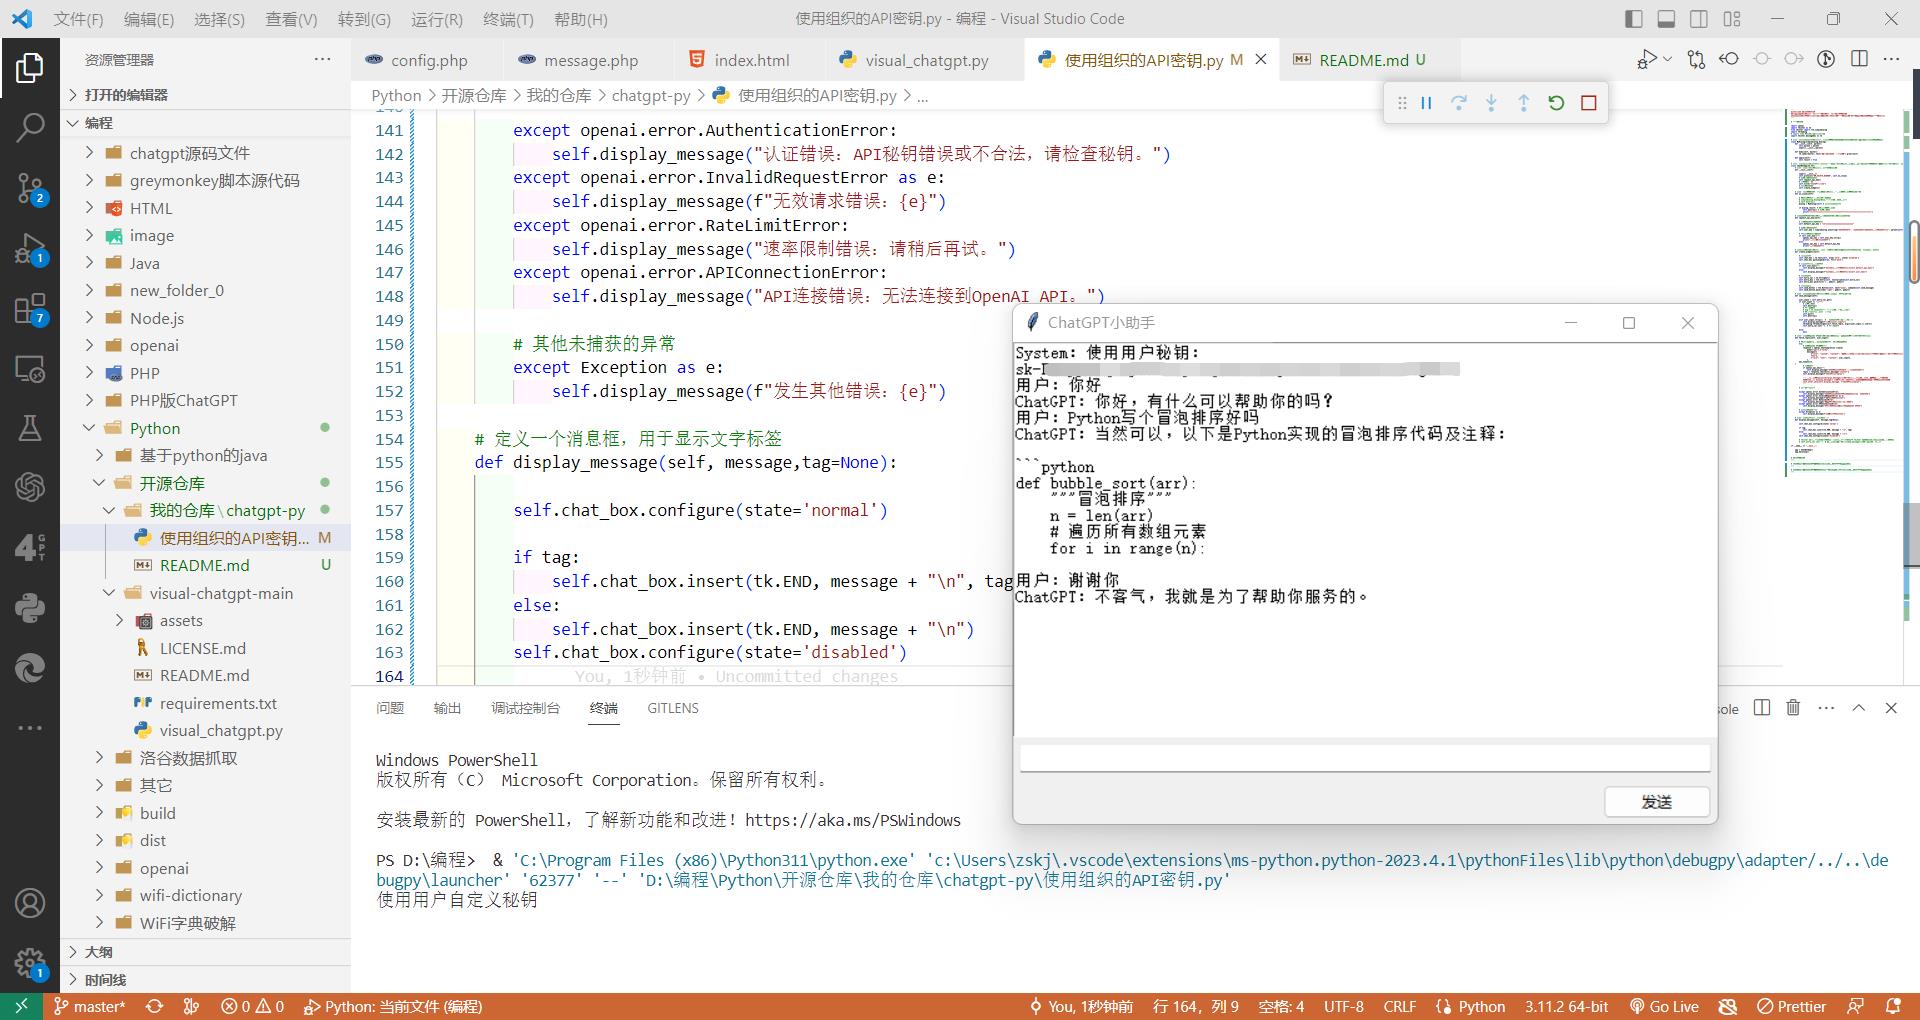 文件(F) 编辑(E) 选择(S) 查看(V) 转到(G) 运行(R) 终端(T) 帮助(H)
使用组织的API密钥.py - 编程 - Visual Studio Code
资源管理器
config.php
message.php
index.html
visual_chatgpt.py
使用组织的API密钥.py M
README.md U
Python > 开源仓库 > 我的仓库 > chatgpt-py > 使用组织的API密钥.py > ...
打开的编辑器
编程
chatgpt源码文件
greymonkey脚本源代码
HTML
image
Java
new_folder_0
Node.js
openai
PHP
PHP版ChatGPT
Python
基于python的java
开源仓库
我的仓库\chatgpt-py
使用组织的API密钥... M
README.md U
visual-chatgpt-main
assets
LICENSE.md
README.md
requirements.txt
visual_chatgpt.py
洛谷数据抓取
其它
build
dist
openai
wifi-dictionary
WiFi字典破解
大纲
时间线
2
1
7
1
141 except openai.error.AuthenticationError:
142 self.display_message("认证错误: API秘钥错误或不合法，请检查秘钥。")
143 except openai.error.InvalidRequestError as e:
144 self.display_message(f"无效请求错误: {e}")
145 except openai.error.RateLimitError:
146 self.display_message("速率限制错误: 请稍后再试。")
147 except openai.error.APIConnectionError:
148 self.display_message("API连接错误: 无法连接到OpenAI API。")
149
150 # 其他未捕获的异常
151 except Exception as e:
152 self.display_message(f"发生其他错误: {e}")
153
154 # 定义一个消息框，用于显示文字标签
155 def display_message(self, message,tag=None):
156
157 self.chat_box.configure(state='normal')
158
159 if tag:
160 self.chat_box.insert(tk.END, message + "\n", tag
161 else:
162 self.chat_box.insert(tk.END, message + "\n")
163 self.chat_box.configure(state='disabled')
164 You, 1秒钟前 • Uncommitted changes
ChatGPT小助手
System: 使用用户秘钥:
用户: 你好
ChatGPT: 你好，有什么可以帮助你的吗？
用户: Python写个冒泡排序好吗
ChatGPT: 当然可以，以下是Python实现的冒泡排序代码及注释:
```python
def bubble_sort(arr):
"""冒泡排序"""
n = len(arr)
# 遍历所有数组元素
for i in range(n):
用户: 谢谢你
ChatGPT: 不客气，我就是为了帮助你服务的。
发送
问题 输出 调试控制台 终端 GITLENS
sole
Windows PowerShell
版权所有（C） Microsoft Corporation。保留所有权利。
安装最新的 PowerShell，了解新功能和改进！https://aka.ms/PSWindows
PS D:\编程> & 'C:\Program Files (x86)\Python311\python.exe' 'c:\Users\zskj\.vscode\extensions\ms-python.python-2023.4.1\pythonFiles\lib\python\debugpy\adapter/../..\de
bugpy\launcher' '62377' '--' 'D:\编程\Python\开源仓库\我的仓库\chatgpt-py\使用组织的API密钥.py'
使用用户自定义秘钥
master* 0 0 Python: 当前文件 (编程)
You, 1秒钟前 行 164，列 9 空格: 4 UTF-8 CRLF Python 3.11.2 64-bit Go Live Prettier